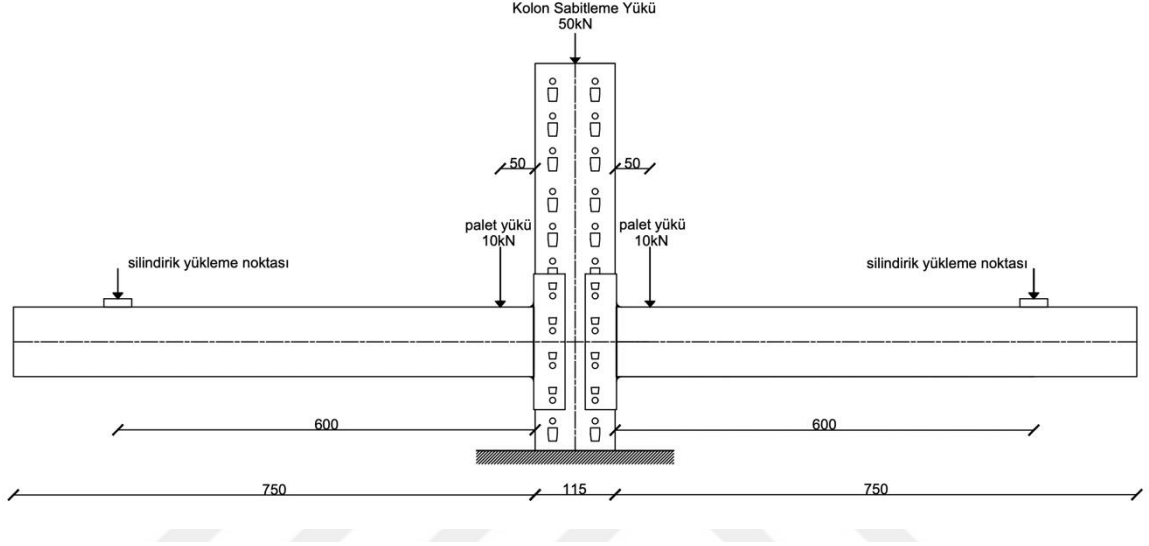 Kolon Sabitleme Yükü
50kN
50
50
palet yükü
10kN
palet yükü
10kN
silindirik yükleme noktası
silindirik yükleme noktası
600
600
750
115
750